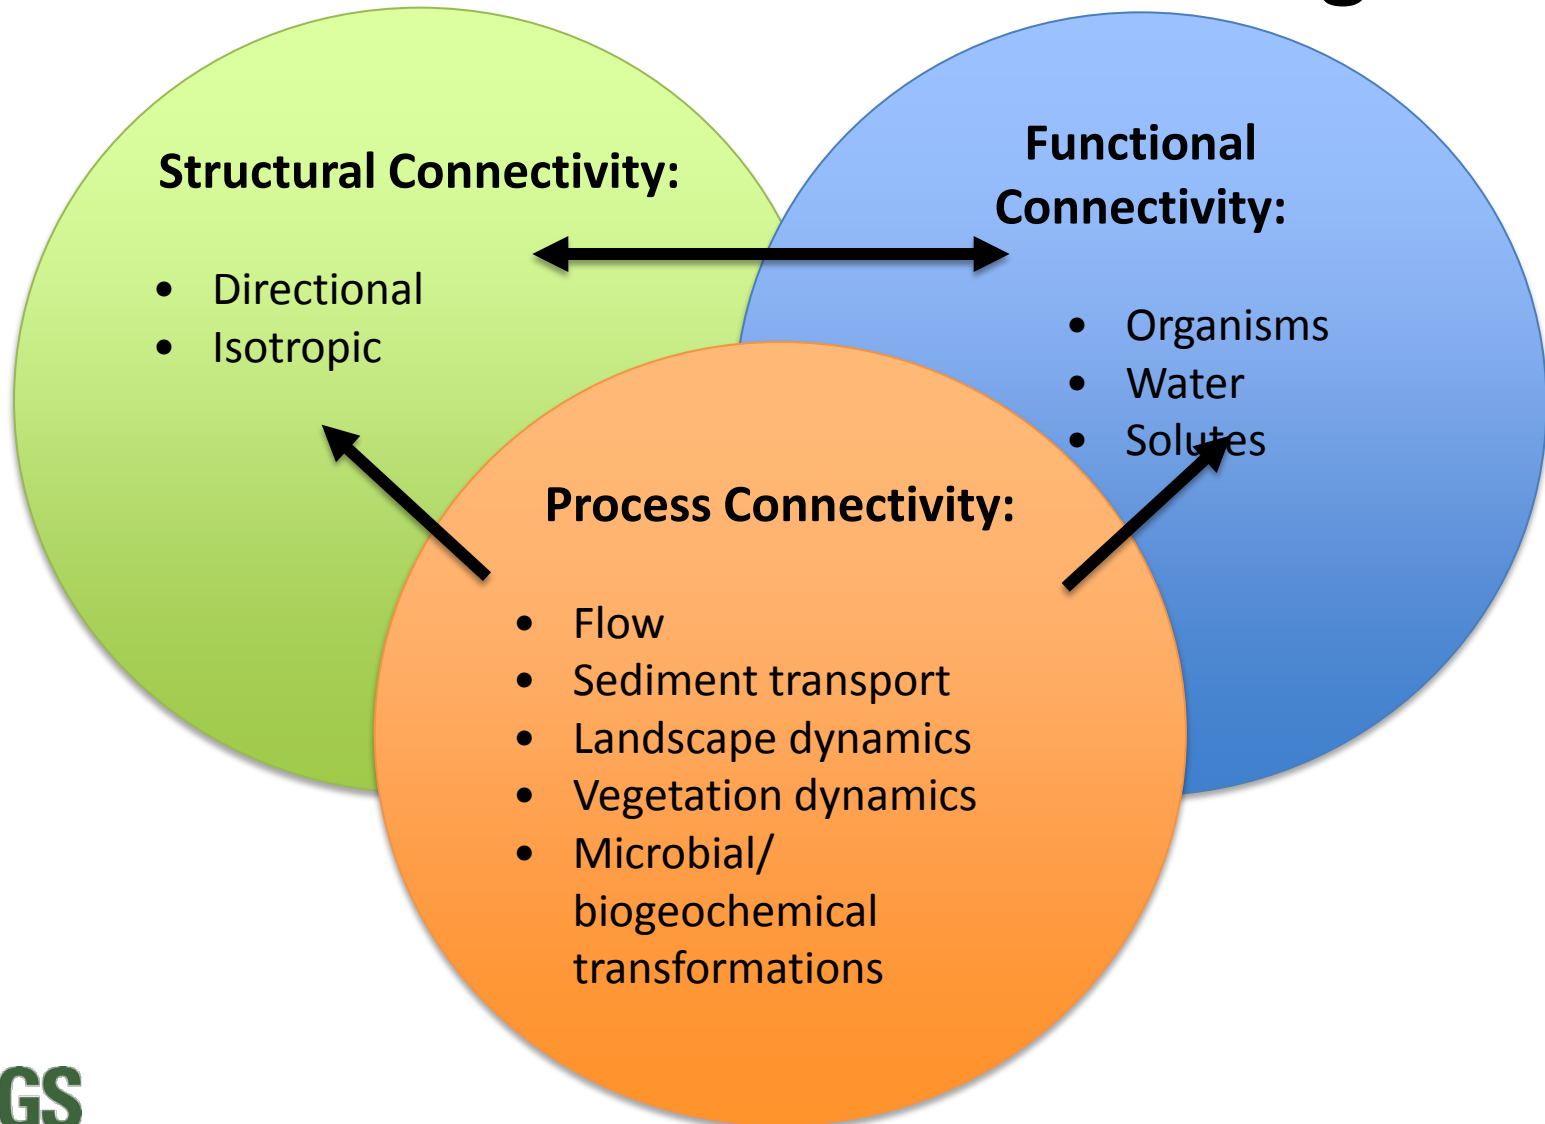 Structural Connectivity:
• Directional
• Isotropic
Functional
Connectivity:
• Organisms
• Water
• Solutes
Process Connectivity:
• Flow
• Sediment transport
• Landscape dynamics
• Vegetation dynamics
• Microbial/
biogeochemical
transformations
GS